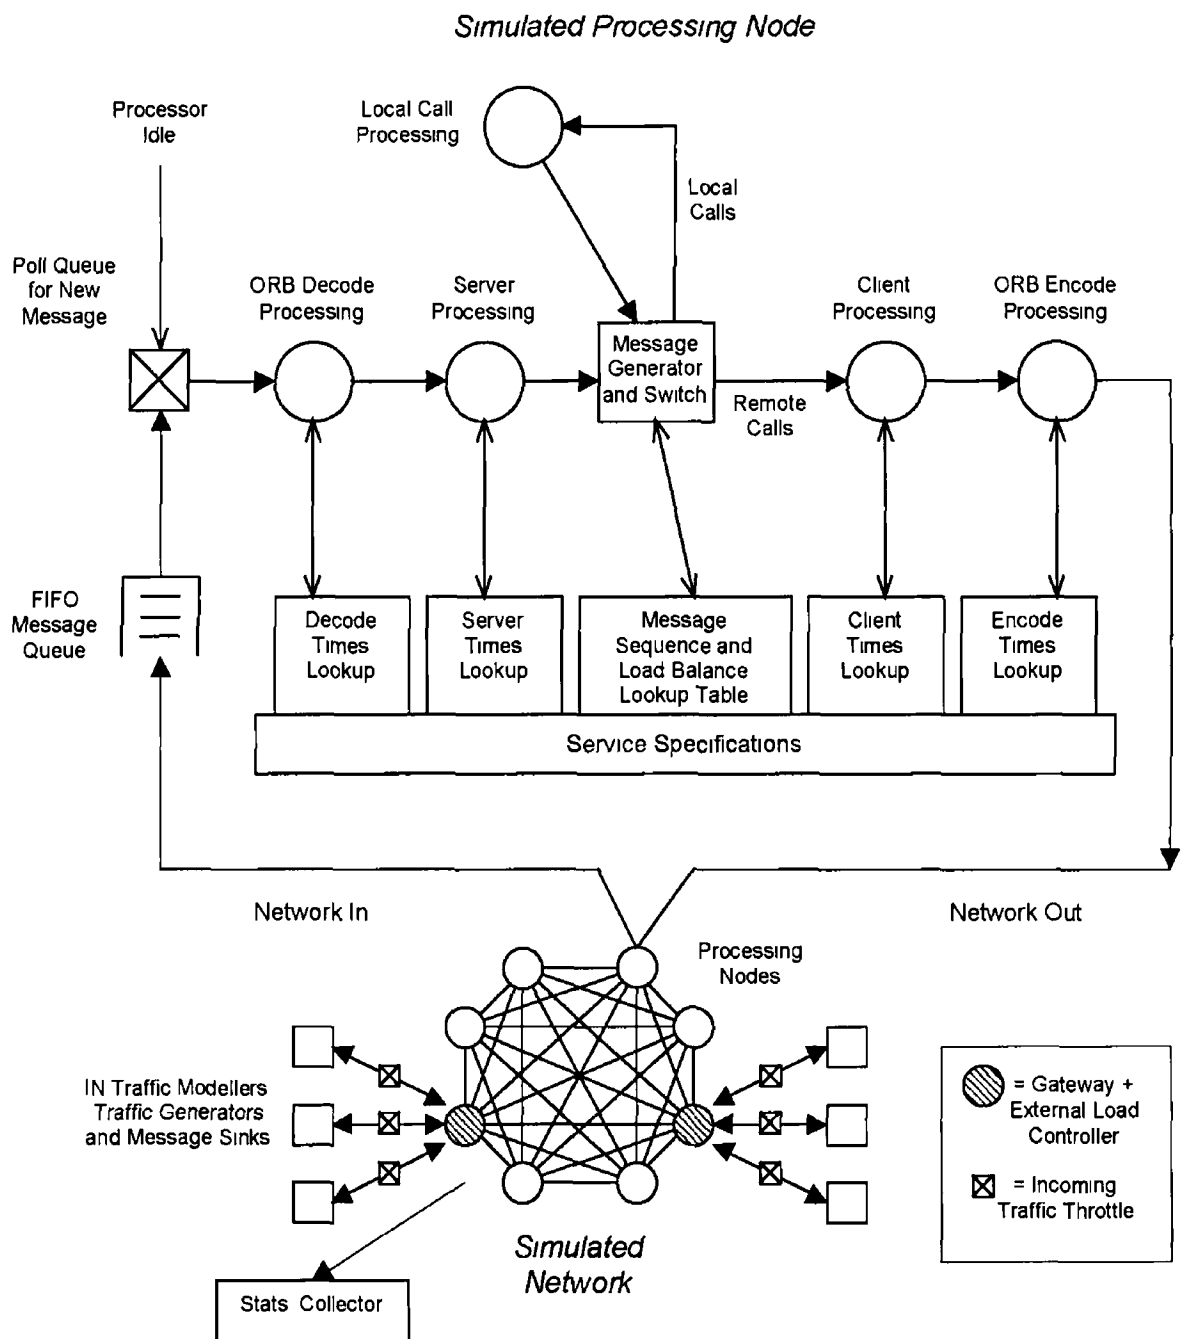 Simulated Processing Node
Processor
Idle
Local Call
Processing
Local
Calls
Poll Queue
for New
Message
ORB Decode
Processing
Server
Processing
Message
Generator
and Switch
Client
Processing
ORB Encode
Processing
Remote
Calls
FIFO
Message
Queue
Decode
Times
Lookup
Server
Times
Lookup
Message
Sequence and
Load Balance
Lookup Table
Client
Times
Lookup
Encode
Times
Lookup
Service Specifications
Network In
Network Out
Processing
Nodes
IN Traffic Modellers
Traffic Generators
and Message Sinks
= Gateway +
External Load
Controller
= Incoming
Traffic Throttle
Simulated
Network
Stats Collector